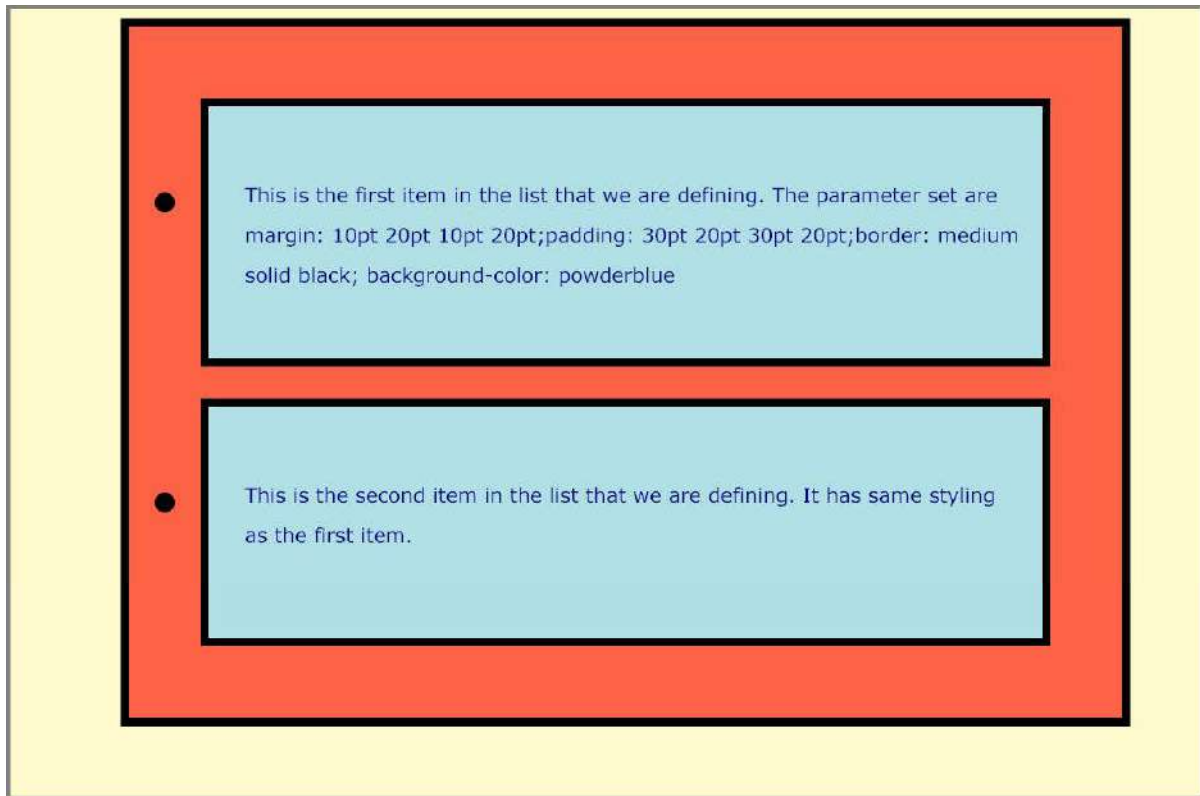 This is the first item in the list that we are defining. The parameter set are
margin: 10pt 20pt 10pt 20pt;padding: 30pt 20pt 30pt 20pt;border: medium
solid black; background-color: powderblue
This is the second item in the list that we are defining. It has same styling
as the first item.